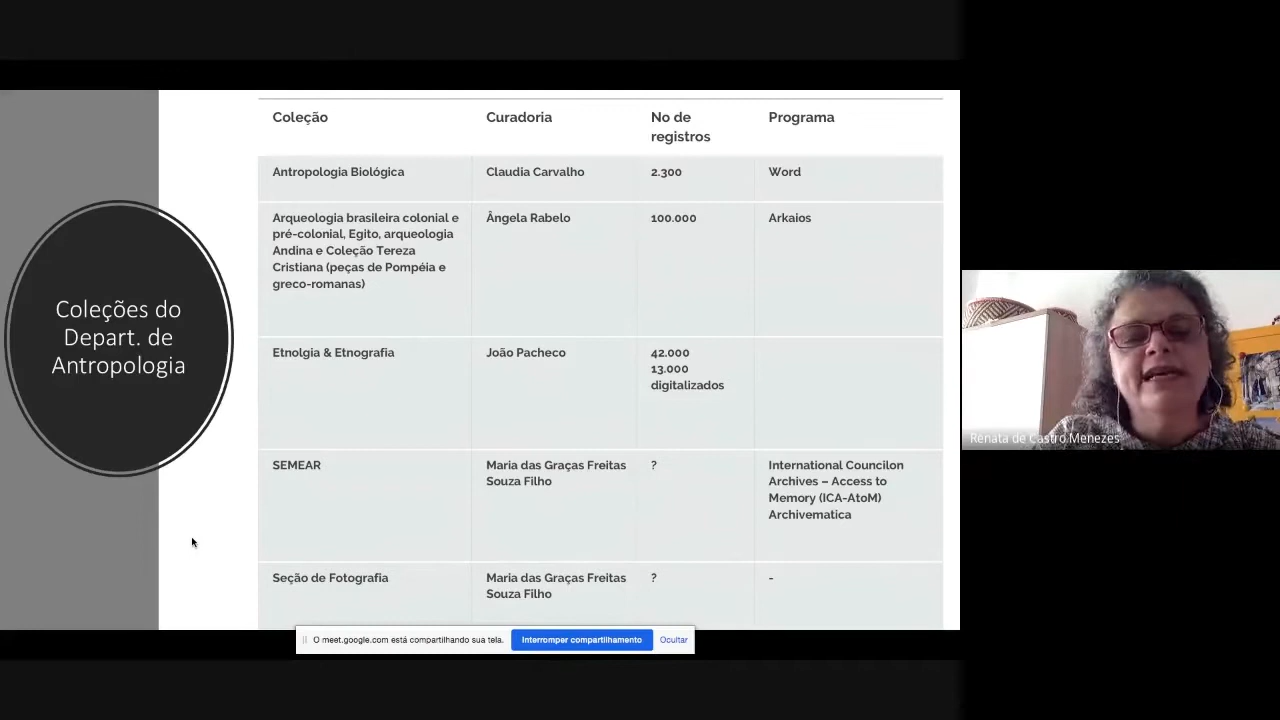 Coleções do
Depart. de
Antropologia
Coleção
Curadoria
No de
registros
Programa
Antropologia Biológica
Claudia Carvalho
2.300
Word
Arqueologia brasileira colonial e
pré-colonial, Egito, arqueologia
Andina e Coleção Tereza
Cristiana (peças de Pompéia e
greco-romanas)
Ângela Rabelo
100.000
Arkaios
Etnolgia & Etnografia
João Pacheco
42.000
13.000
digitalizados
SEMEAR
Maria das Graças Freitas
Souza Filho
?
International Councilon
Archives – Access to
Memory (ICA-AtoM)
Archivematica
Seção de Fotografia
Maria das Graças Freitas
Souza Filho
?
-
O meet.google.com está compartilhando sua tela.
Interromper compartilhamento
Ocultar
Renata de Castro Menezes